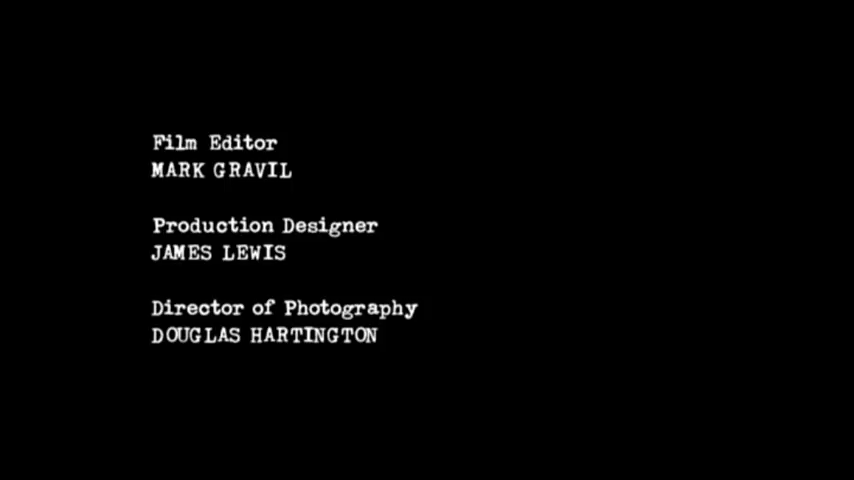 Film Editor
MARK GRAVIL
Production Designer
JAMES LEWIS
Director of Photography
DOUGLAS HARTINGTON